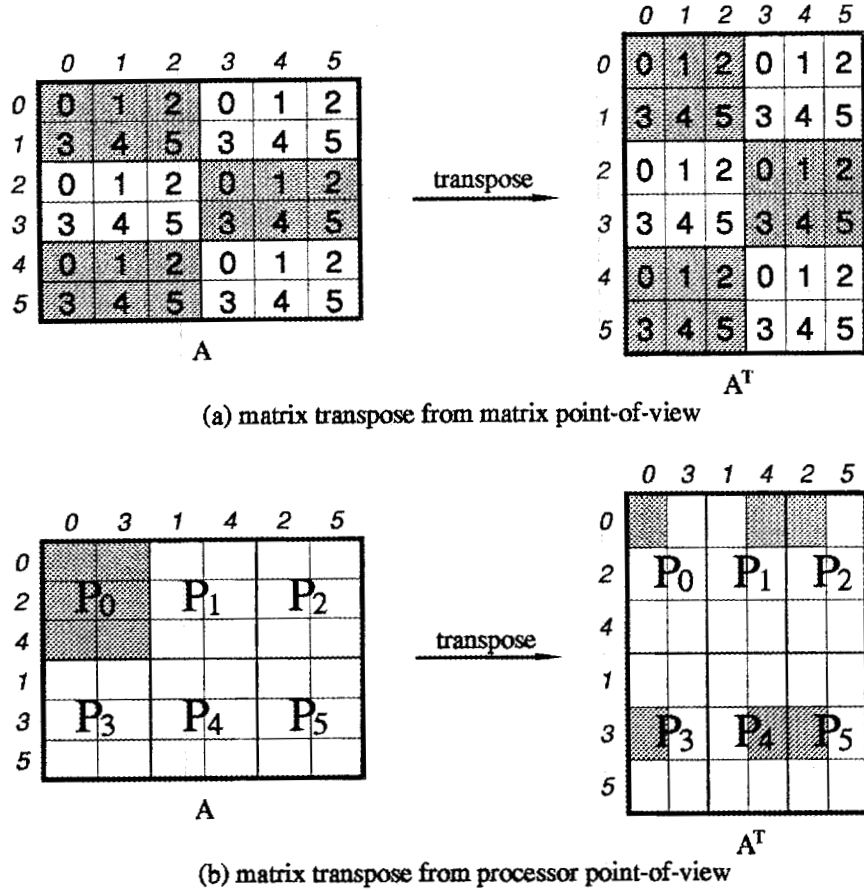 0 1 2 3 4 5
0 0 1 2 0 1 2
1 3 4 5 3 4 5
2 0 1 2 0 1 2
3 3 4 5 3 4 5
4 0 1 2 0 1 2
5 3 4 5 3 4 5
A
transpose
0 1 2 3 4 5
0 0 1 2 0 1 2
1 3 4 5 3 4 5
2 0 1 2 0 1 2
3 3 4 5 3 4 5
4 0 1 2 0 1 2
5 3 4 5 3 4 5
Aᵀ
(a) matrix transpose from matrix point-of-view
0 3 1 4 2 5
0
2 P₀ P₁ P₂
4
1
3 P₃ P₄ P₅
5
A
transpose
0 3 1 4 2 5
0
2 P₀ P₁ P₂
4
1
3 P₃ P₄ P₅
5
Aᵀ
(b) matrix transpose from processor point-of-view